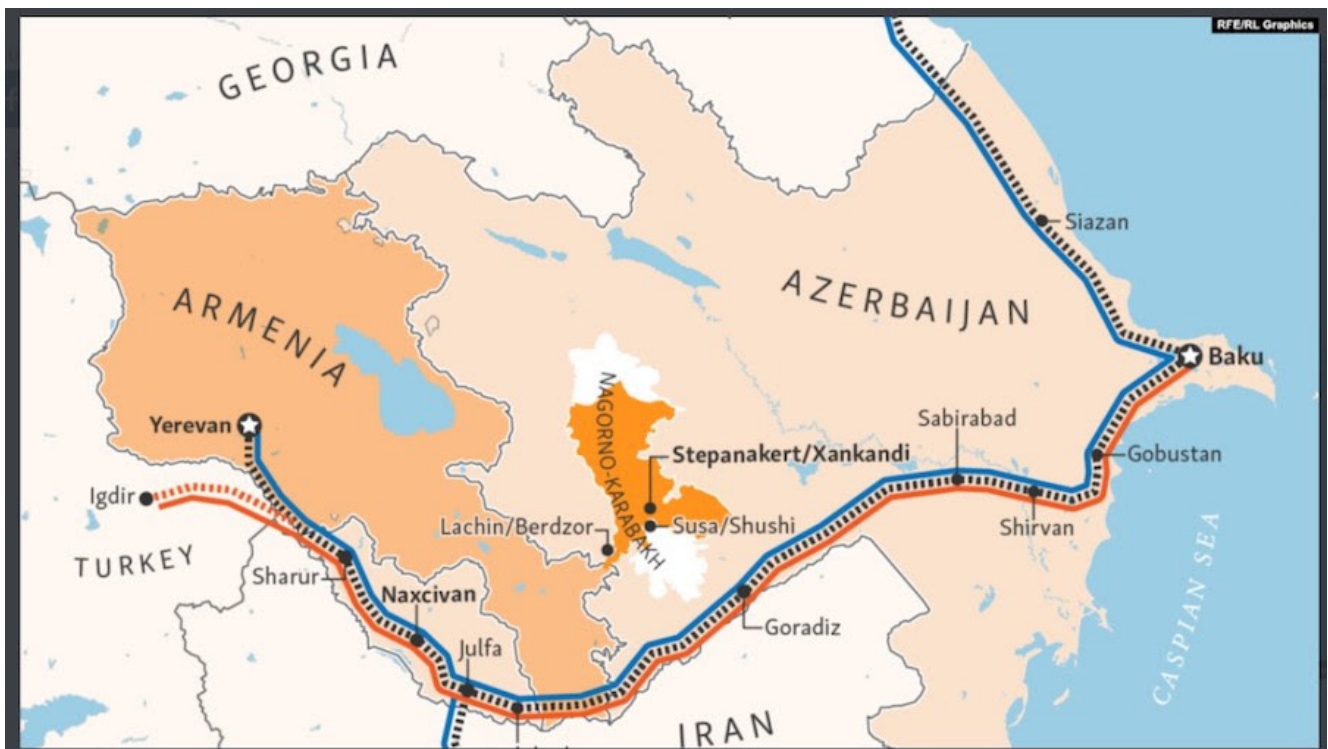 RFE/RL Graphics
GEORGIA
Siazan
AZERBAIJAN
ARMENIA
Baku
NAGORNO-KARABAKH
Yerevan
Sabirabad
Stepanakert/Xankandi
Gobustan
Igdir
Lachin/Berdzor
Susa/Shushi
Shirvan
TURKEY
Sharur
Naxcivan
Goradiz
Julfa
CASPIAN SEA
IRAN